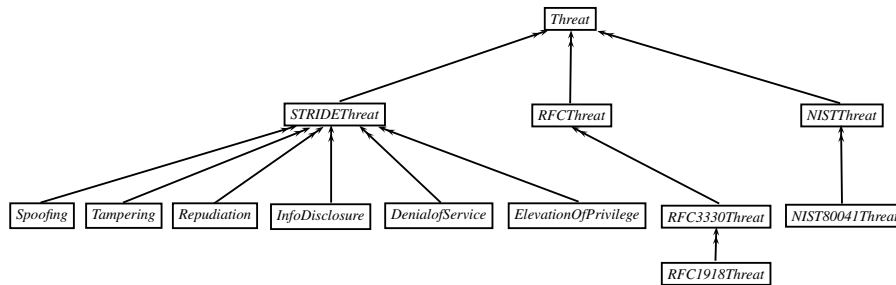 Threat
STRIDEThreat RFCThreat NISTThreat
Spoofing Tampering Repudiation InfoDisclosure DenialofService ElevationOfPrivilege RFC3330Threat NIST80041Threat
RFC1918Threat